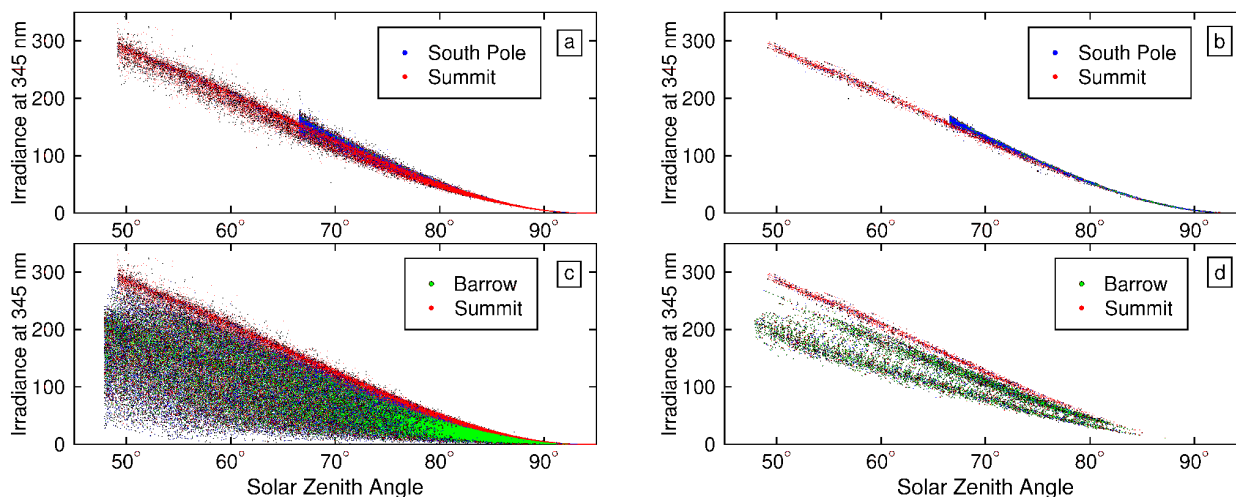 Irradiance at 345 nm
300
200
100
0
50° 60° 70° 80° 90°
South Pole
Summit
a
Irradiance at 345 nm
300
200
100
0
50° 60° 70° 80° 90°
South Pole
Summit
b
Irradiance at 345 nm
300
200
100
0
50° 60° 70° 80° 90°
Solar Zenith Angle
Barrow
Summit
c
Irradiance at 345 nm
300
200
100
0
50° 60° 70° 80° 90°
Solar Zenith Angle
Barrow
Summit
d